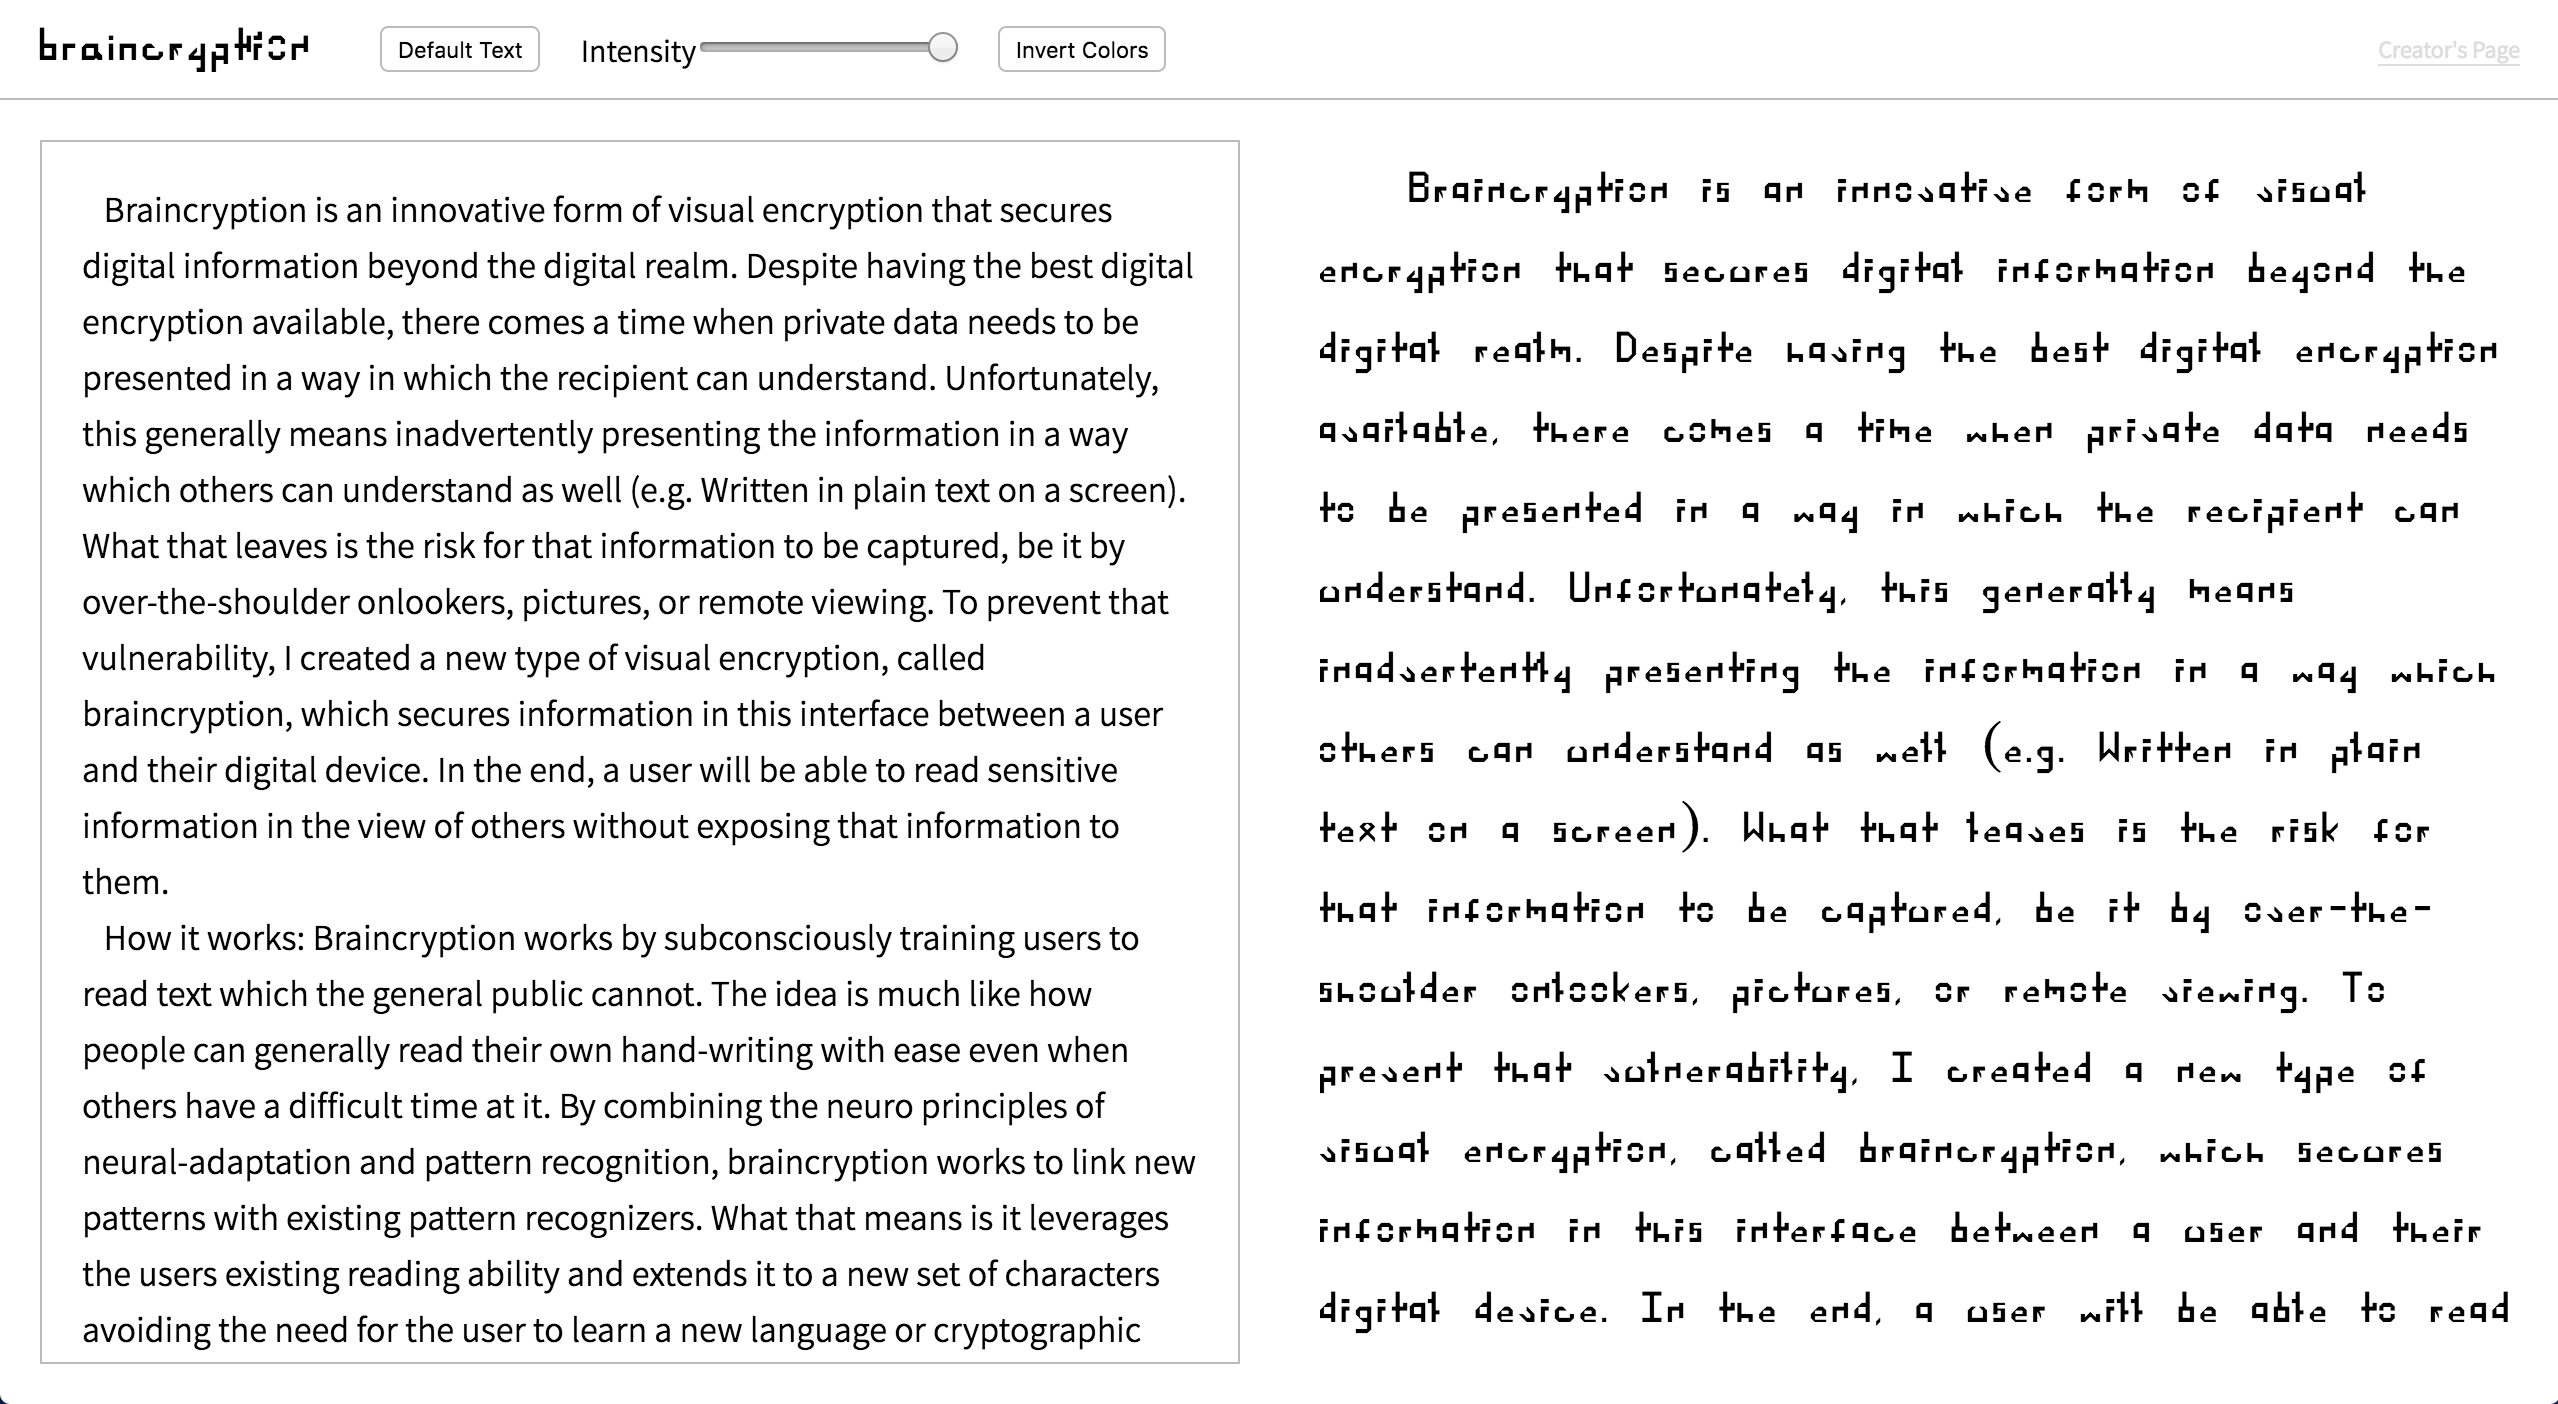 braincryption
Default Text
Intensity
Invert Colors
Creator's Page
Braincryption is an innovative form of visual encryption that secures
digital information beyond the digital realm. Despite having the best digital
encryption available, there comes a time when private data needs to be
presented in a way in which the recipient can understand. Unfortunately,
this generally means inadvertently presenting the information in a way
which others can understand as well (e.g. Written in plain text on a screen).
What that leaves is the risk for that information to be captured, be it by
over-the-shoulder onlookers, pictures, or remote viewing. To prevent that
vulnerability, I created a new type of visual encryption, called
braincryption, which secures information in this interface between a user
and their digital device. In the end, a user will be able to read sensitive
information in the view of others without exposing that information to
them.
How it works: Braincryption works by subconsciously training users to
read text which the general public cannot. The idea is much like how
people can generally read their own hand-writing with ease even when
others have a difficult time at it. By combining the neuro principles of
neural-adaptation and pattern recognition, braincryption works to link new
patterns with existing pattern recognizers. What that means is it leverages
the users existing reading ability and extends it to a new set of characters
avoiding the need for the user to learn a new language or cryptographic
Braincryption is an innovative form of visual
encryption that secures digital information beyond the
digital realm. Despite having the best digital encryption
available, there comes a time when private data needs
to be presented in a way in which the recipient can
understand. Unfortunately, this generally means
inadvertently presenting the information in a way which
others can understand as well (e.g. Written in plain
text on a screen). What that leaves is the risk for
that information to be captured, be it by over-the-
shoulder onlookers, pictures, or remote viewing. To
prevent that vulnerability, I created a new type of
visual encryption, called braincryption, which secures
information in this interface between a user and their
digital device. In the end, a user will be able to read